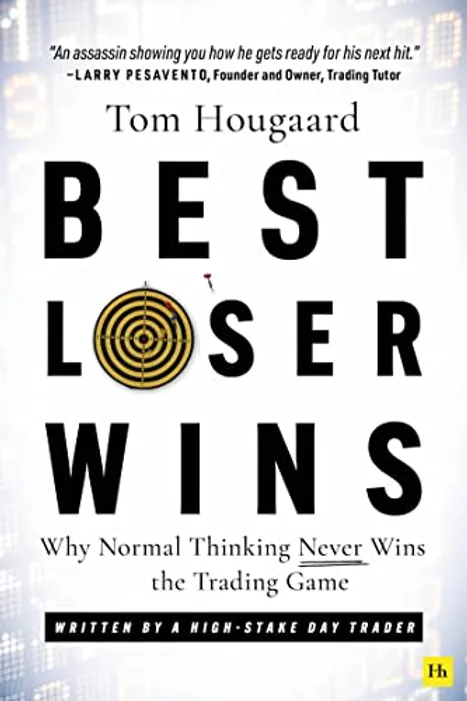 "An assassin showing you how he gets ready for his next hit."
–LARRY PESAVENTO, Founder and Owner, Trading Tutor
Tom Hougaard
BEST
LOSER
WINS
Why Normal Thinking Never Wins
the Trading Game
WRITTEN BY A HIGH-STAKE DAY TRADER
Hh